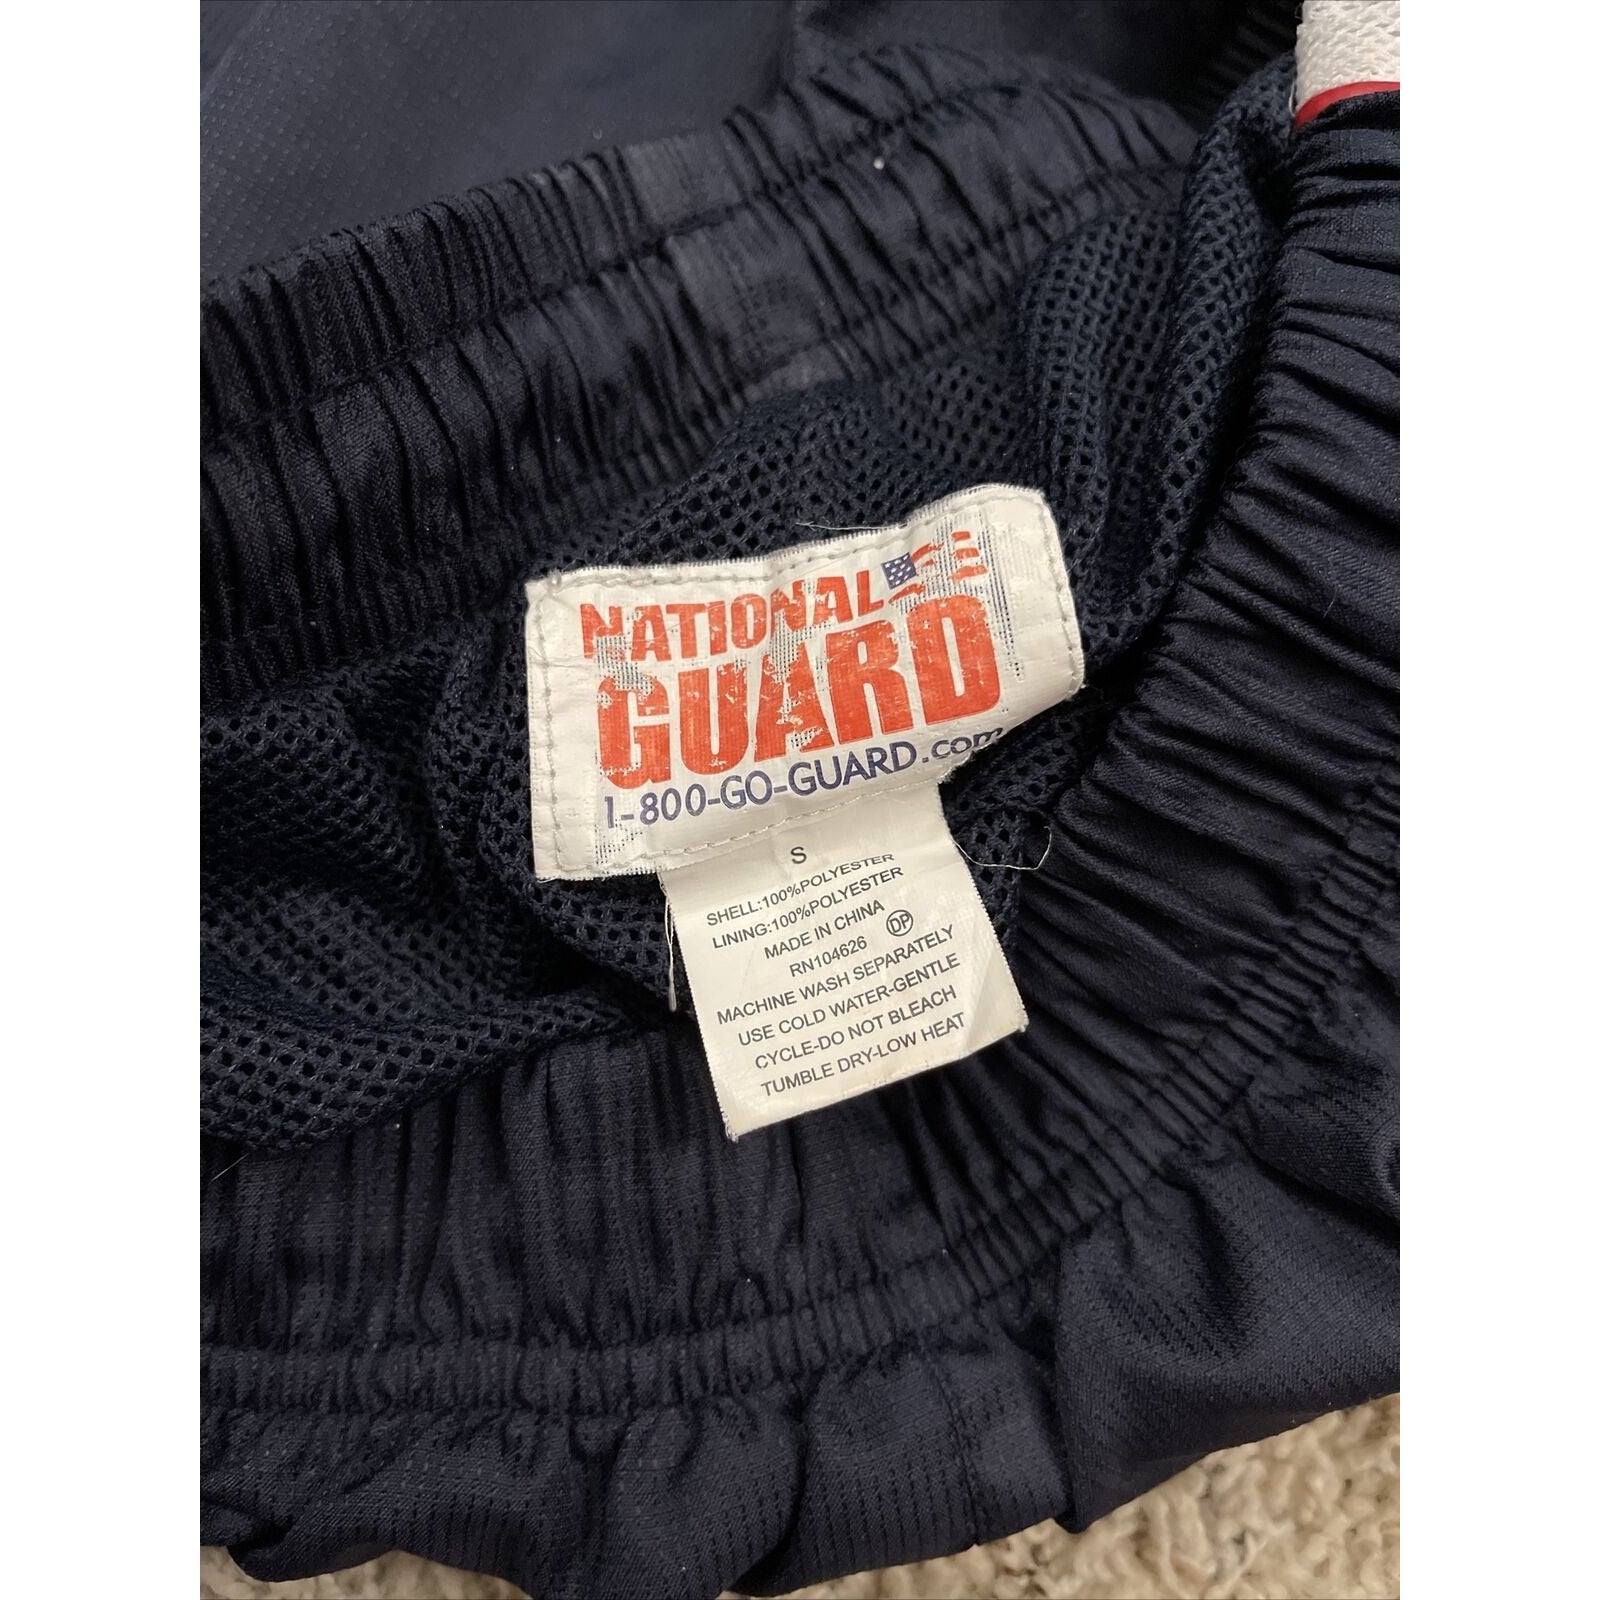 NATIONAL
GUARD
1-800-GO-GUARD.com
S
SHELL:100%POLYESTER
LINING:100%POLYESTER
MADE IN CHINA
RN104626 DP
MACHINE WASH SEPARATELY
USE COLD WATER-GENTLE
CYCLE-DO NOT BLEACH
TUMBLE DRY-LOW HEAT